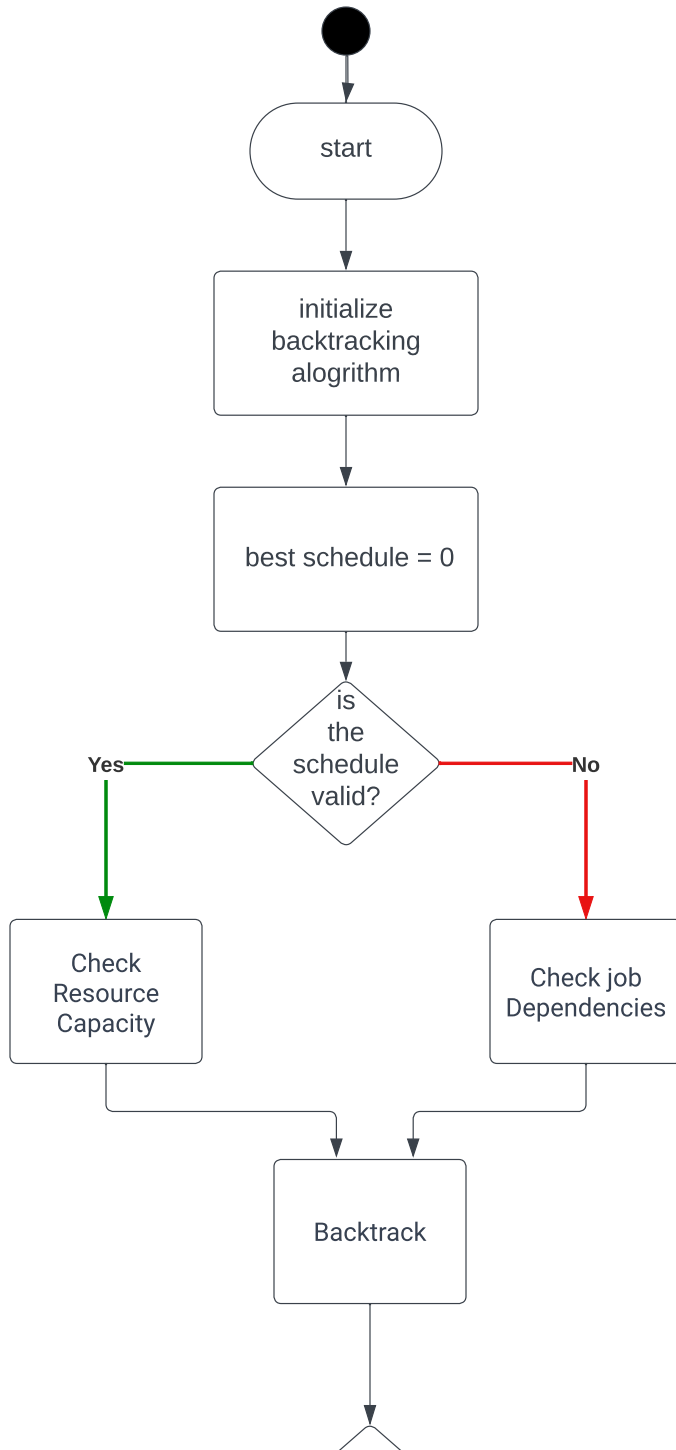 start
initialize
backtracking
alogrithm
best schedule = 0
is
the
schedule
valid?
Yes
No
Check
Resource
Capacity
Check job
Dependencies
Backtrack